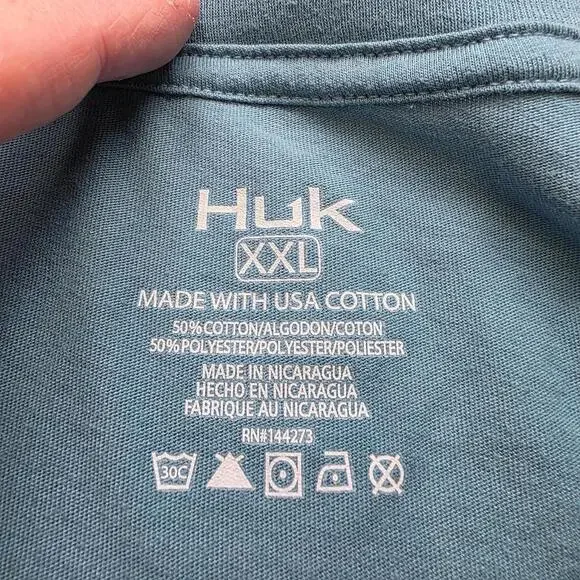 HUK
XXL
MADE WITH USA COTTON
50% COTTON/ALGODON/COTON
50% POLYESTER/POLYESTER/POLIESTER
MADE IN NICARAGUA
HECHO EN NICARAGUA
FABRIQUE AU NICARAGUA
RN#144273
30C